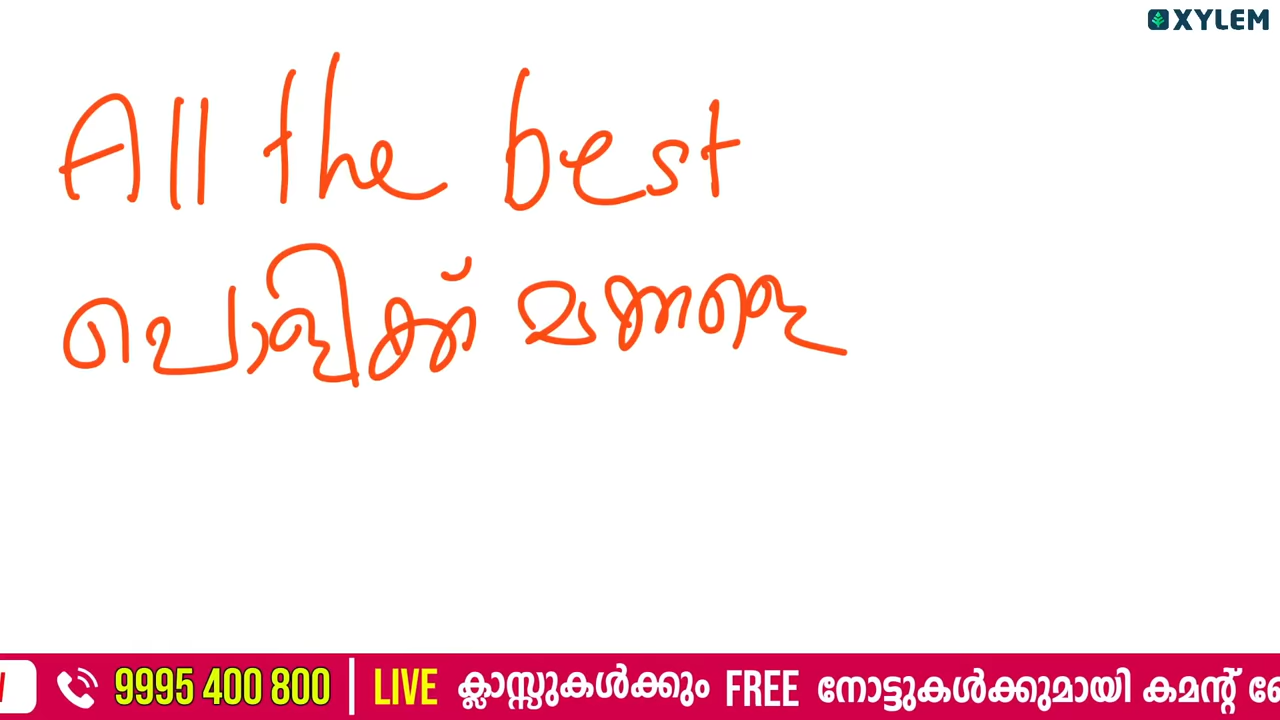 XYLEM
All the best
പൊളിക്ക് മക്കളെ
9995 400 800 | LIVE ക്ലാസ്സുകൾക്കും FREE നോട്ടുകൾക്കുമായി കമന്റ്